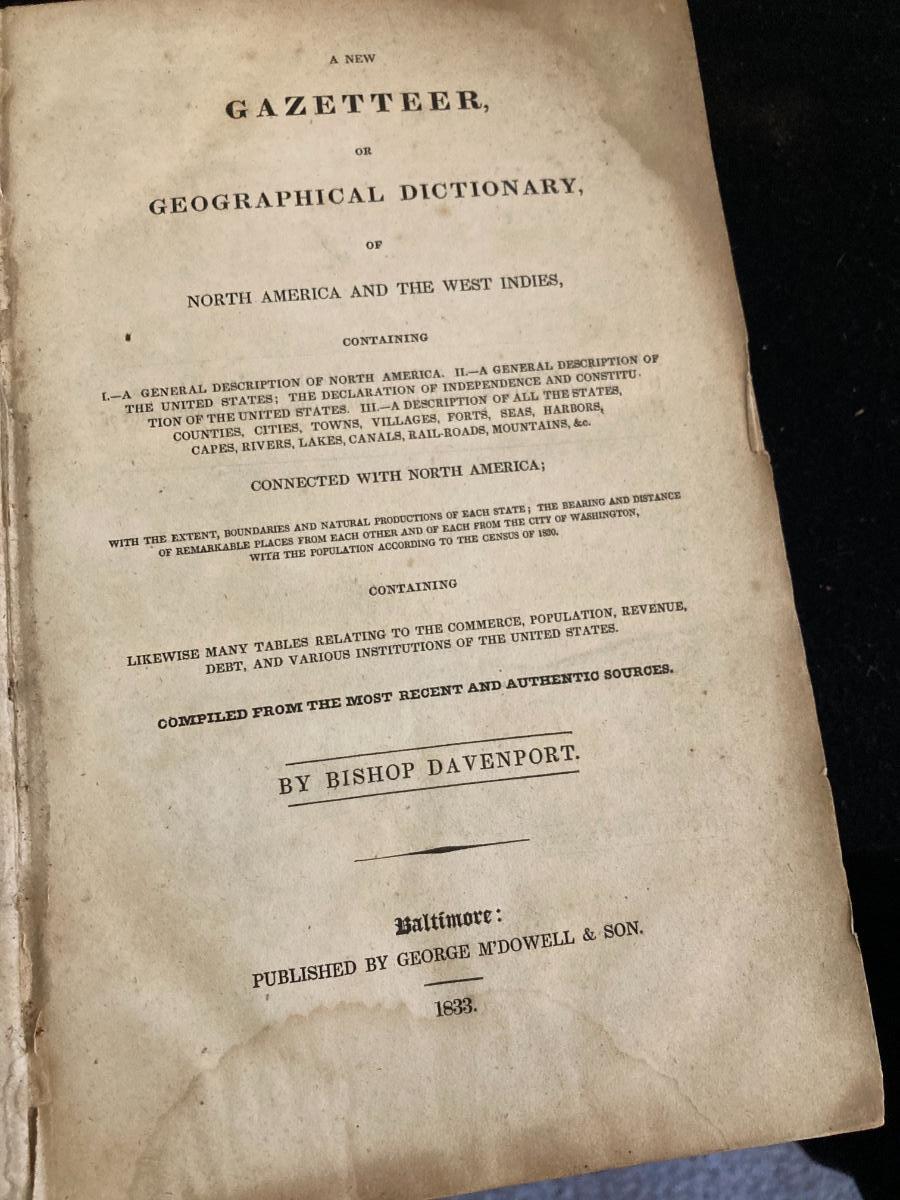 A NEW
GAZETTEER,
OR
GEOGRAPHICAL DICTIONARY,
OF
NORTH AMERICA AND THE WEST INDIES,
CONTAINING
I.—A GENERAL DESCRIPTION OF NORTH AMERICA. II.—A GENERAL DESCRIPTION OF
THE UNITED STATES; THE DECLARATION OF INDEPENDENCE AND CONSTITU-
TION OF THE UNITED STATES. III.—A DESCRIPTION OF ALL THE STATES,
COUNTIES, CITIES, TOWNS, VILLAGES, FORTS, SEAS, HARBORS,
CAPES, RIVERS, LAKES, CANALS, RAIL-ROADS, MOUNTAINS, &c.
CONNECTED WITH NORTH AMERICA;
WITH THE EXTENT, BOUNDARIES AND NATURAL PRODUCTIONS OF EACH STATE; THE BEARING AND DISTANCE
OF REMARKABLE PLACES FROM EACH OTHER AND OF EACH FROM THE CITY OF WASHINGTON,
WITH THE POPULATION ACCORDING TO THE CENSUS OF 1830.
CONTAINING
LIKEWISE MANY TABLES RELATING TO THE COMMERCE, POPULATION, REVENUE,
DEBT, AND VARIOUS INSTITUTIONS OF THE UNITED STATES.
COMPILED FROM THE MOST RECENT AND AUTHENTIC SOURCES.
BY BISHOP DAVENPORT.
Baltimore:
PUBLISHED BY GEORGE M'DOWELL & SON.
1833.